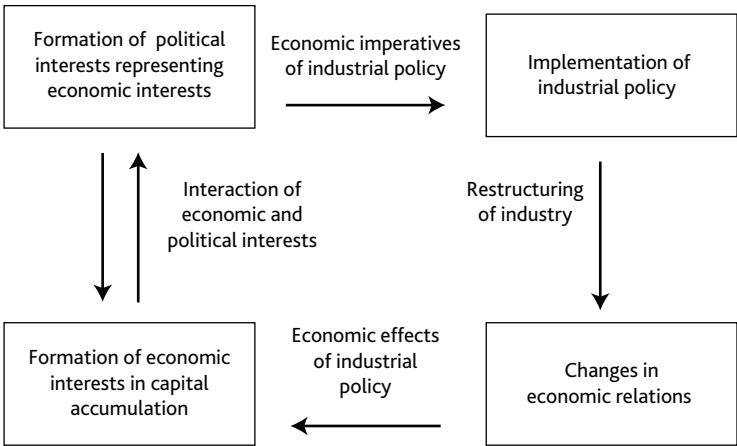 Formation of political
interests representing
economic interests
Economic imperatives
of industrial policy
Implementation of
industrial policy
Interaction of
economic and
political interests
Restructuring
of industry
Formation of economic
interests in capital
accumulation
Economic effects
of industrial
policy
Changes in
economic relations